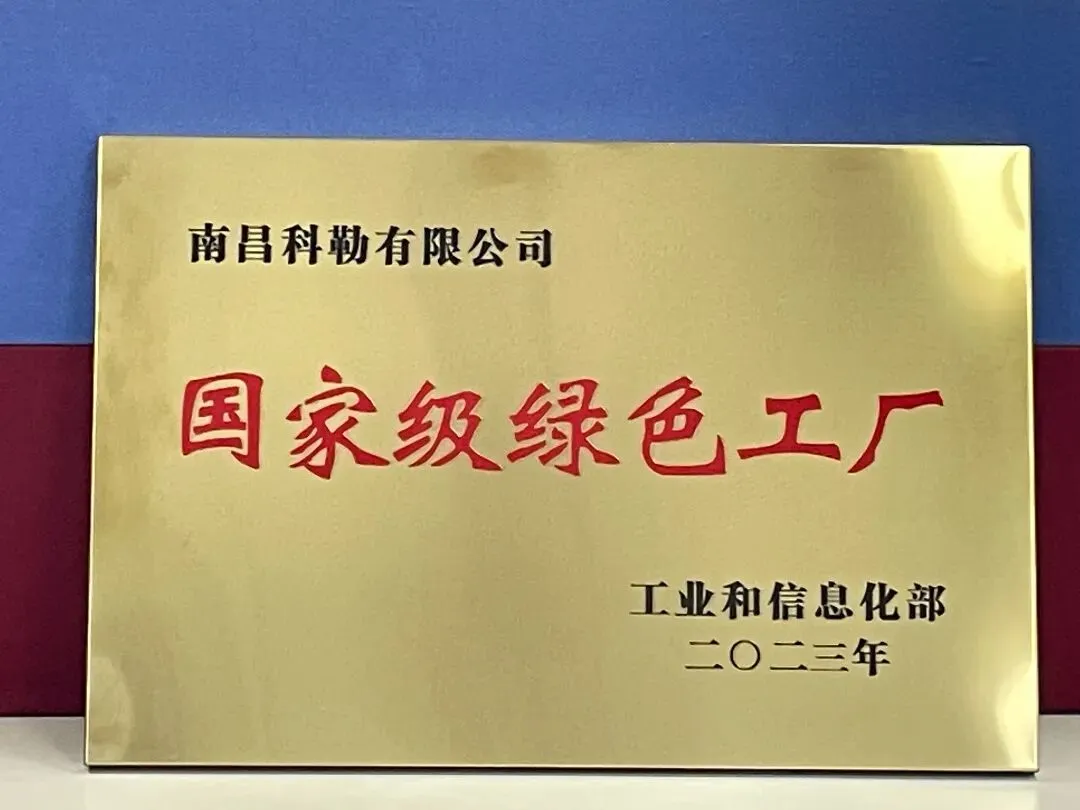 南昌科勒有限公司
国家级绿色工厂
工业和信息化部
二〇二三年